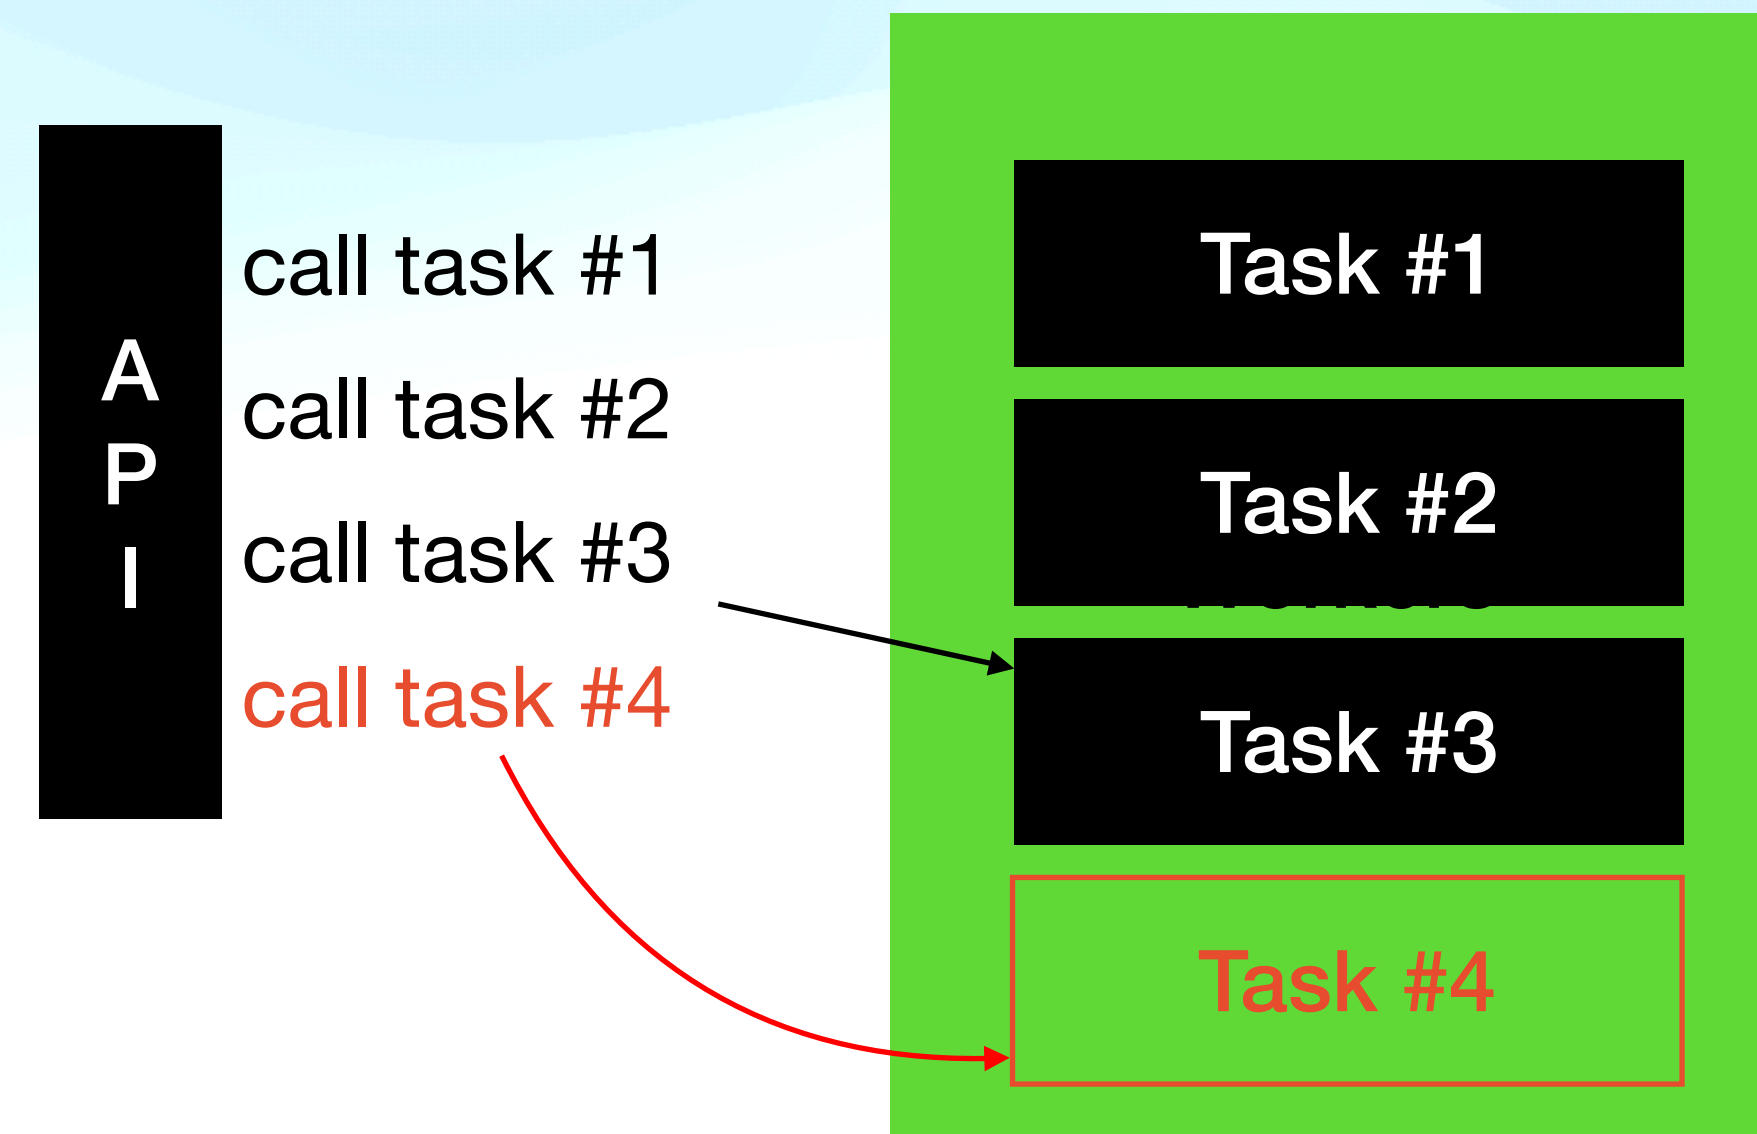 A
P
I
call task #1
call task #2
call task #3
call task #4
Task #1
Task #2
Task #3
Task #4